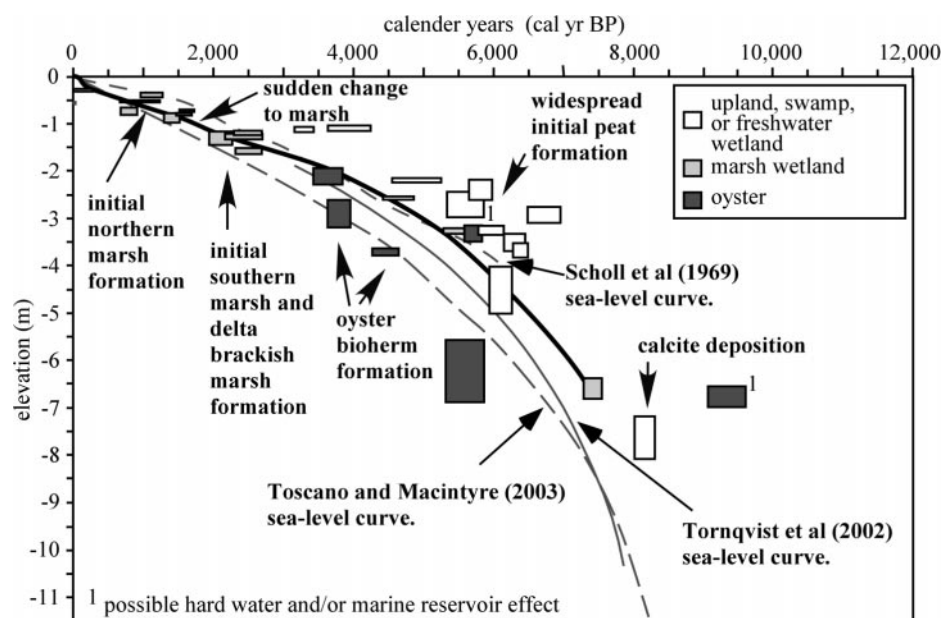 calender years (cal yr BP)
0 2,000 4,000 6,000 8,000 10,000 12,000
elevation (m)
0
-1
-2
-3
-4
-5
-6
-7
-8
-9
-10
-11
sudden change
to marsh
widespread
initial peat
formation
upland, swamp,
or freshwater
wetland
marsh wetland
oyster
initial
northern
marsh
formation
initial
southern
marsh and
delta
brackish
marsh
formation
oyster
bioherm
formation
1
Scholl et al (1969)
sea-level curve.
calcite deposition
1
Toscano and Macintyre (2003)
sea-level curve.
Tornqvist et al (2002)
sea-level curve.
1 possible hard water and/or marine reservoir effect